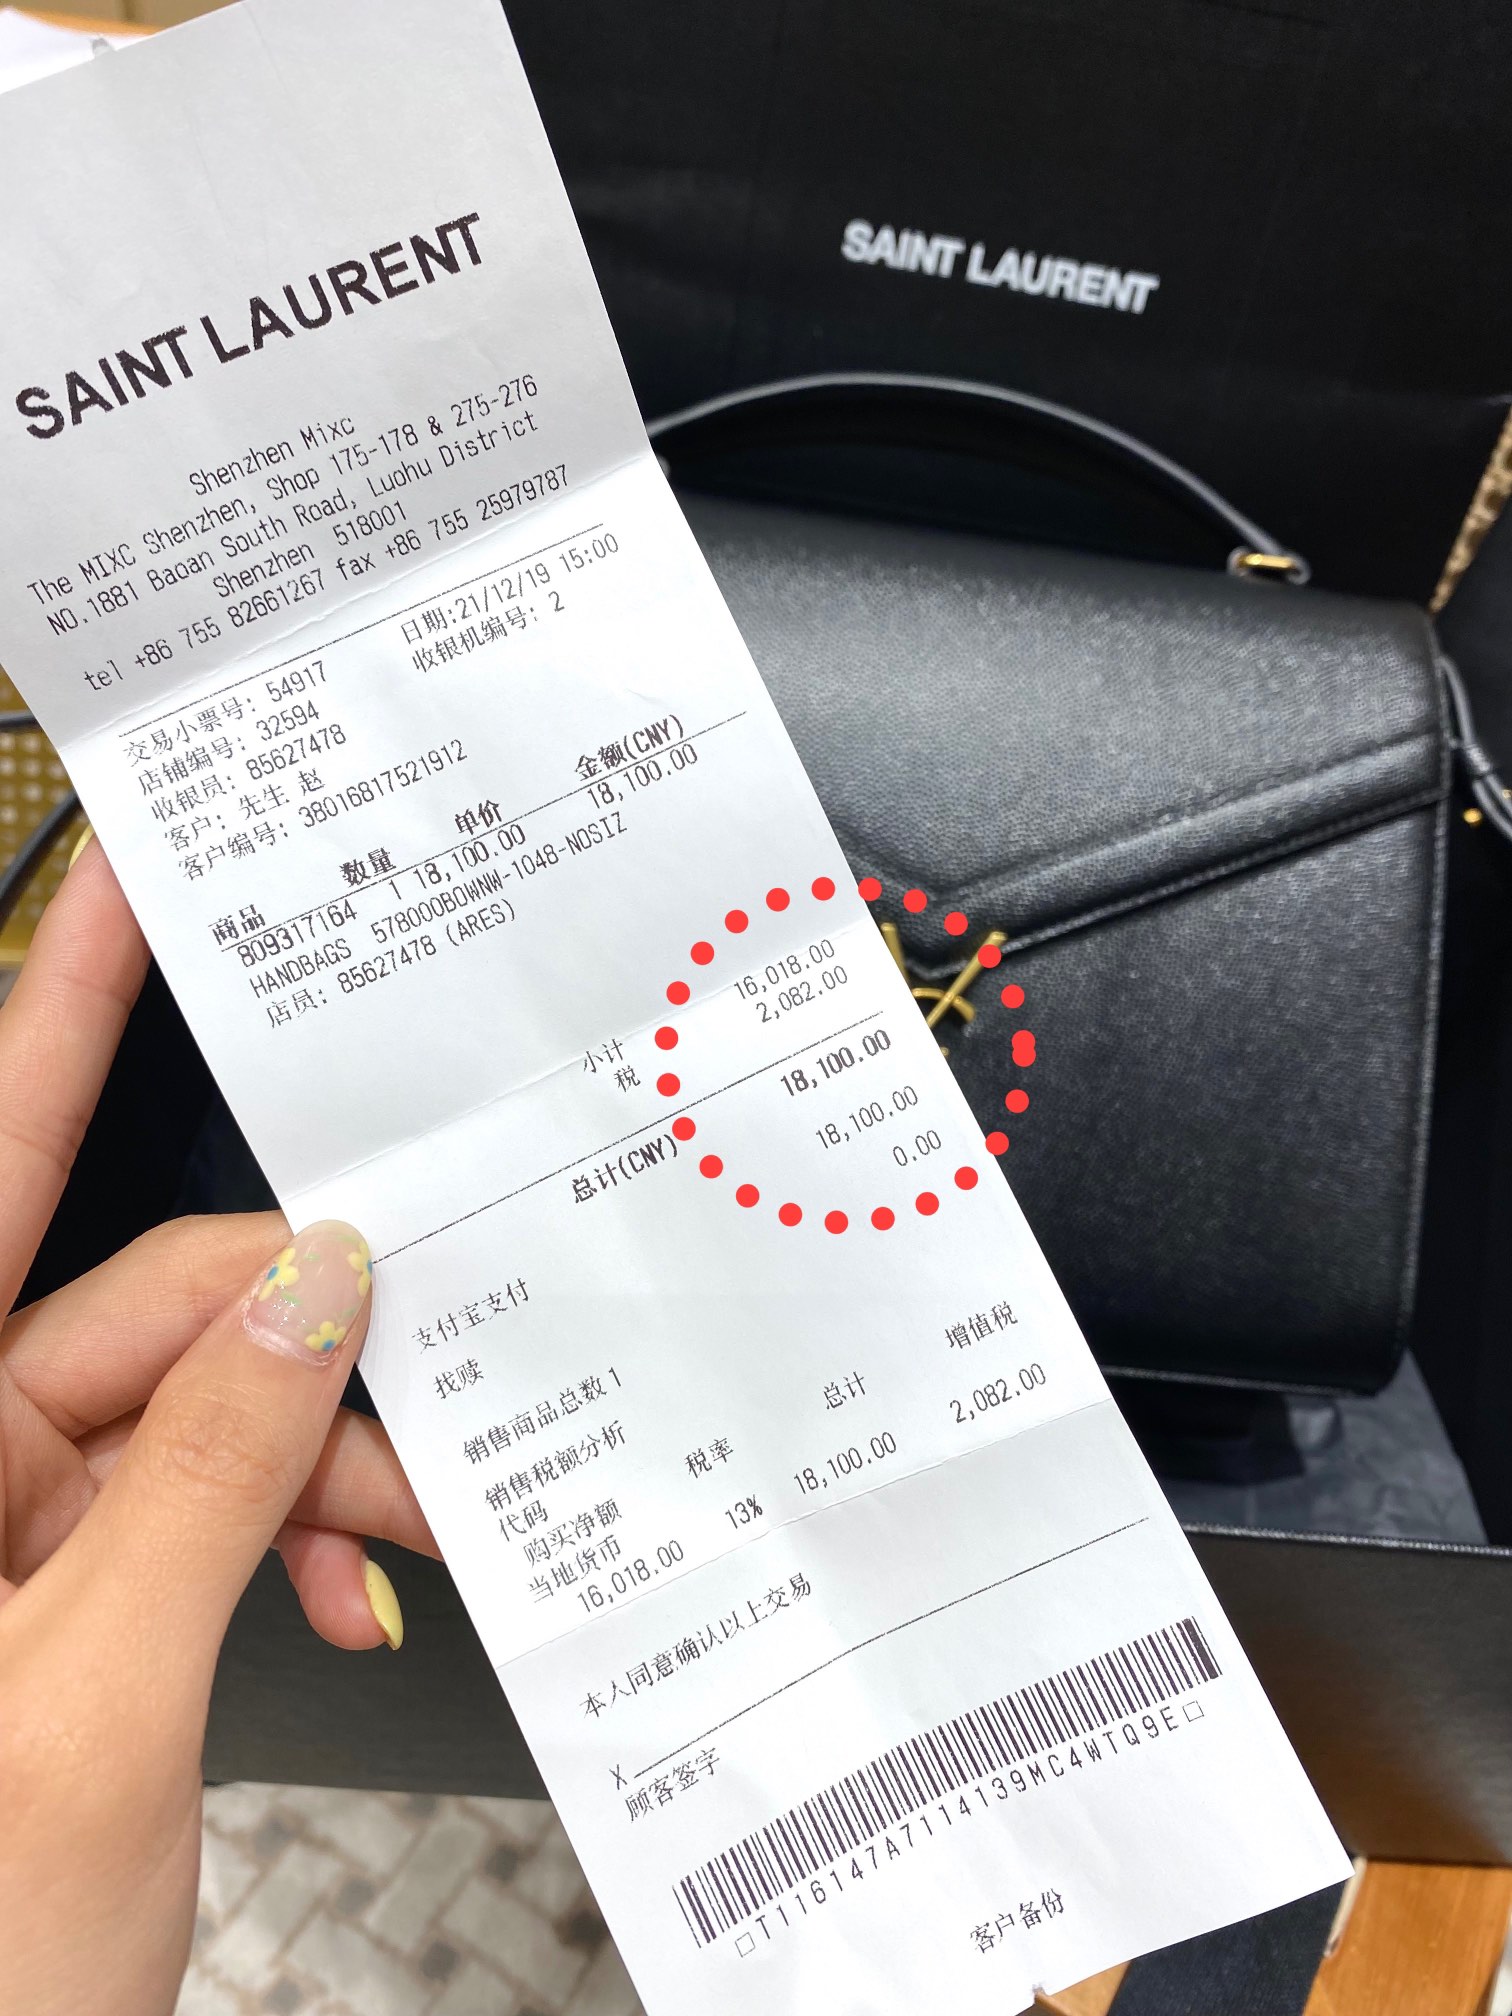 SAINT LAURENT
Shenzhen Mixc
The MIXC Shenzhen, Shop 175-178 & 275-276
NO.1881 Baoan South Road, Luohu District
Shenzhen 518001
tel +86 755 82661267 fax +86 755 25979787
日期:21/12/19 15:00
交易小票号: 54917 收银机编号: 2
店铺编号: 32594
收银员: 85627478
客户: 先生 赵
客户编号: 3801681752​1912
商品 数量 单价 金额(CNY)
809317164 1 18,100.00 18,100.00
HANDBAGS 578000BOWNW-1048-NOSIZ
店员: 85627478 (ARES)
小计 16,018.00
税 2,082.00
总计(CNY) 18,100.00
支付宝支付 18,100.00
找赎 0.00
销售商品总数 1
销售税额分析
代码 税率 总计 增值税
购买净额 13% 18,100.00 2,082.00
当地货币
16,018.00
本人同意确认以上交易
X
顾客签字
T116147A7114139MC4WTQ9E
客户备份
SAINT LAURENT